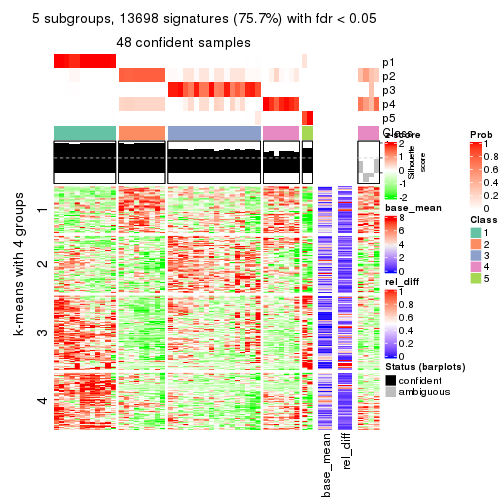 5 subgroups, 13698 signatures (75.7%) with fdr < 0.05
48 confident samples
p1
p2
p3
p4
p5
Class
z-score
2
1
0
-1
-2
Silhouette
score
base_mean
8
6
4
2
0
rel_diff
1
0.8
0.6
0.4
0.2
0
Status (barplots)
confident
ambiguous
Prob
1
0.8
0.6
0.4
0.2
0
Class
1
2
3
4
5
k-means with 4 groups
1
2
3
4
base_mean
rel_diff